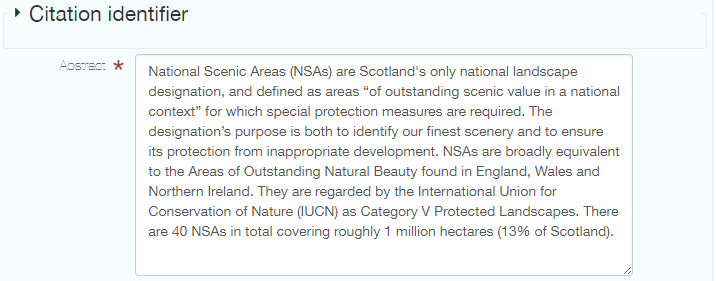 Citation identifier
Abstract *
National Scenic Areas (NSAs) are Scotland's only national landscape
designation, and defined as areas “of outstanding scenic value in a national
context” for which special protection measures are required. The
designation’s purpose is both to identify our finest scenery and to ensure
its protection from inappropriate development. NSAs are broadly equivalent
to the Areas of Outstanding Natural Beauty found in England, Wales and
Northern Ireland. They are regarded by the International Union for
Conservation of Nature (IUCN) as Category V Protected Landscapes. There
are 40 NSAs in total covering roughly 1 million hectares (13% of Scotland).